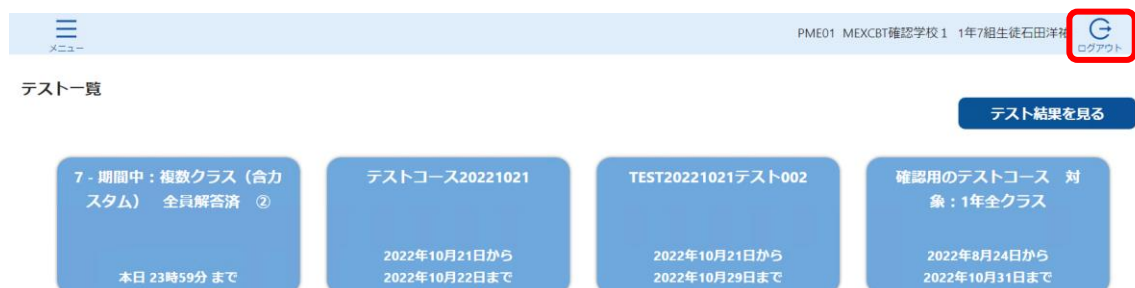 メニュー
PME01 MEXCBT確認学校1 1年7組生徒石田洋祐
ログアウト
テスト一覧
テスト結果を見る
7 - 期間中：複数クラス（含カ
スタム） 全員解答済 ②
本日 23時59分 まで
テストコース20221021
2022年10月21日から
2022年10月22日まで
TEST20221021テスト002
2022年10月21日から
2022年10月29日まで
確認用のテストコース 対
象：1年全クラス
2022年8月24日から
2022年10月31日まで